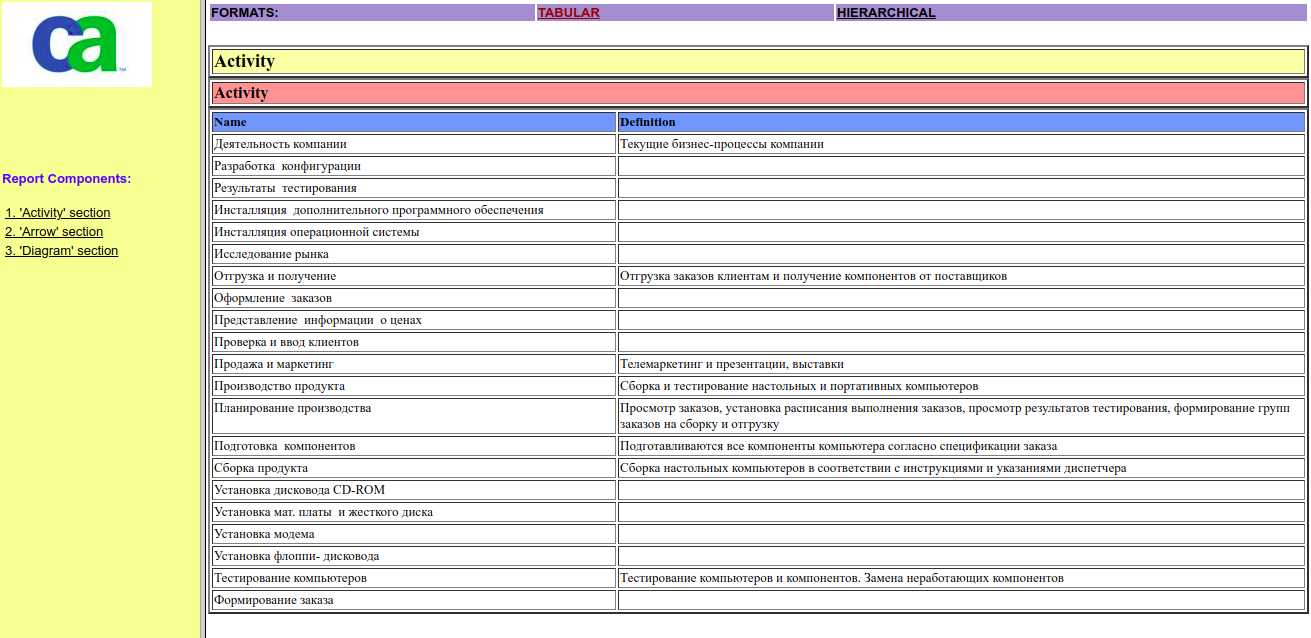 ca™
FORMATS: TABULAR HIERARCHICAL
Report Components:
1. 'Activity' section
2. 'Arrow' section
3. 'Diagram' section
Activity
Activity
Name Definition
Деятельность компании Текущие бизнес-процессы компании
Разработка конфигурации
Результаты тестирования
Инсталляция дополнительного программного обеспечения
Инсталляция операционной системы
Исследование рынка
Отгрузка и получение Отгрузка заказов клиентам и получение компонентов от поставщиков
Оформление заказов
Представление информации о ценах
Проверка и ввод клиентов
Продажа и маркетинг Телемаркетинг и презентации, выставки
Производство продукта Сборка и тестирование настольных и портативных компьютеров
Планирование производства Просмотр заказов, установка расписания выполнения заказов, просмотр результатов тестирования, формирование групп
заказов на сборку и отгрузку
Подготовка компонентов Подготавливаются все компоненты компьютера согласно спецификации заказа
Сборка продукта Сборка настольных компьютеров в соответствии с инструкциями и указаниями диспетчера
Установка дисковода CD-ROM
Установка мат. платы и жесткого диска
Установка модема
Установка флоппи- дисковода
Тестирование компьютеров Тестирование компьютеров и компонентов. Замена неработающих компонентов
Формирование заказа